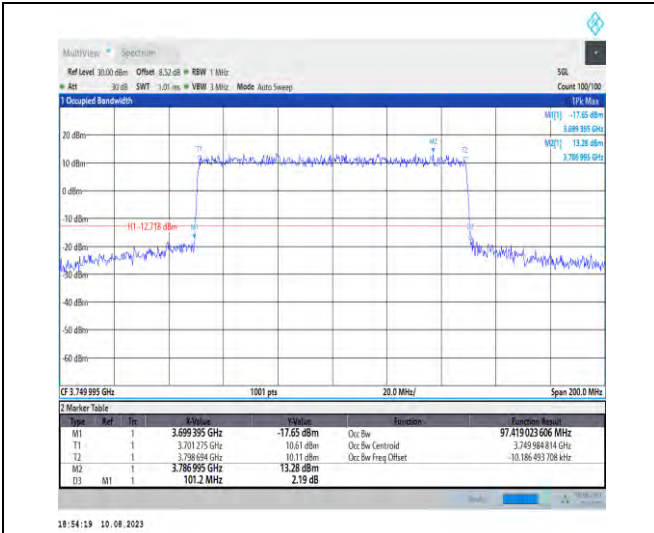 MultiView Spectrum
Ref Level 30.00 dBm Offset 8.52 dB RBW 1 MHz SGL
Att 30 dB SWT 1.01 ms VBW 3 MHz Mode Auto Sweep Count 100/100
1 Occupied Bandwidth 1Pk Max
M1[1] -17.65 dBm
3.699 395 GHz
20 dBm
M2[1] 13.28 dBm
3.786 995 GHz
M2
T1
T2
10 dBm
0 dBm
-10 dBm
H1 -12.718 dBm
M1
D3
-20 dBm
-30 dBm
-40 dBm
-50 dBm
-60 dBm
CF 3.749 995 GHz 1001 pts 20.0 MHz/ Span 200.0 MHz
2 Marker Table
Type Ref Trc X-Value Y-Value Function Function Result
M1 1 3.699 395 GHz -17.65 dBm Occ Bw 97.419 023 606 MHz
T1 1 3.701 275 GHz 10.61 dBm Occ Bw Centroid 3.749 984 814 GHz
T2 1 3.798 694 GHz 10.11 dBm Occ Bw Freq Offset -10.186 493 708 kHz
M2 1 3.786 995 GHz 13.28 dBm
D3 M1 1 101.2 MHz 2.19 dB
18:54:19 10.08.2023